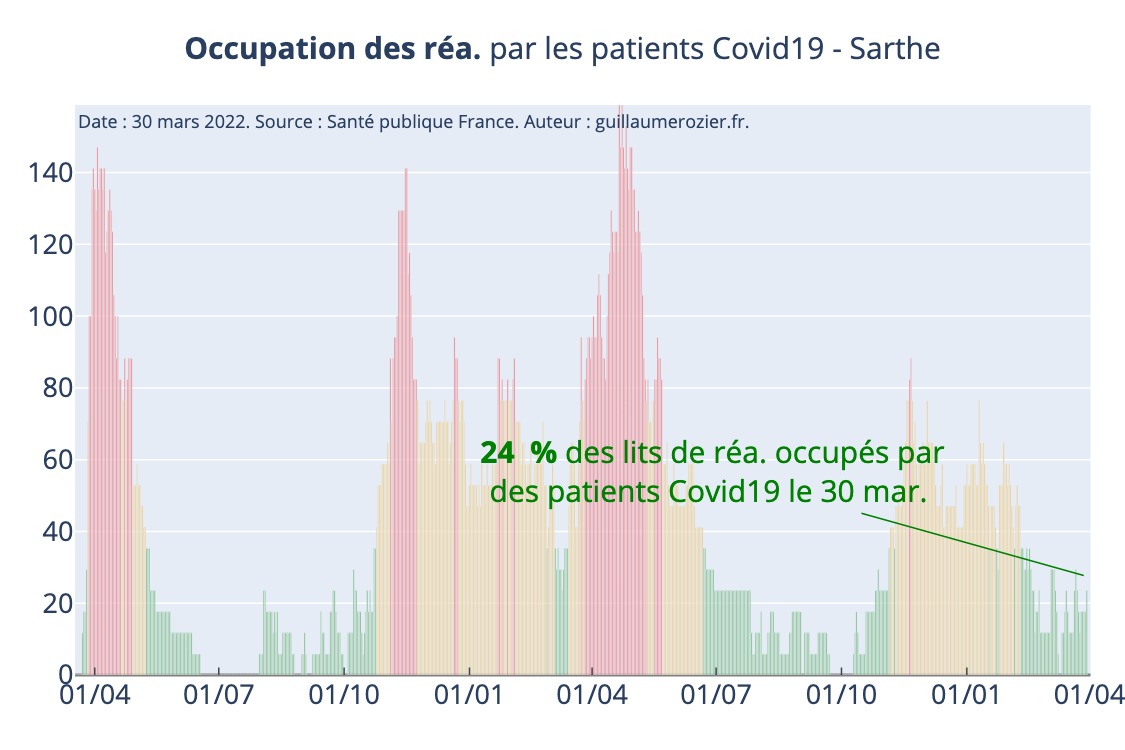 Occupation des réa. par les patients Covid19 - Sarthe
Date : 30 mars 2022. Source : Santé publique France. Auteur : guillaumerozier.fr.
140
120
100
80
60
40
20
0
24 % des lits de réa. occupés par
des patients Covid19 le 30 mar.
01/04 01/07 01/10 01/01 01/04 01/07 01/10 01/01 01/04